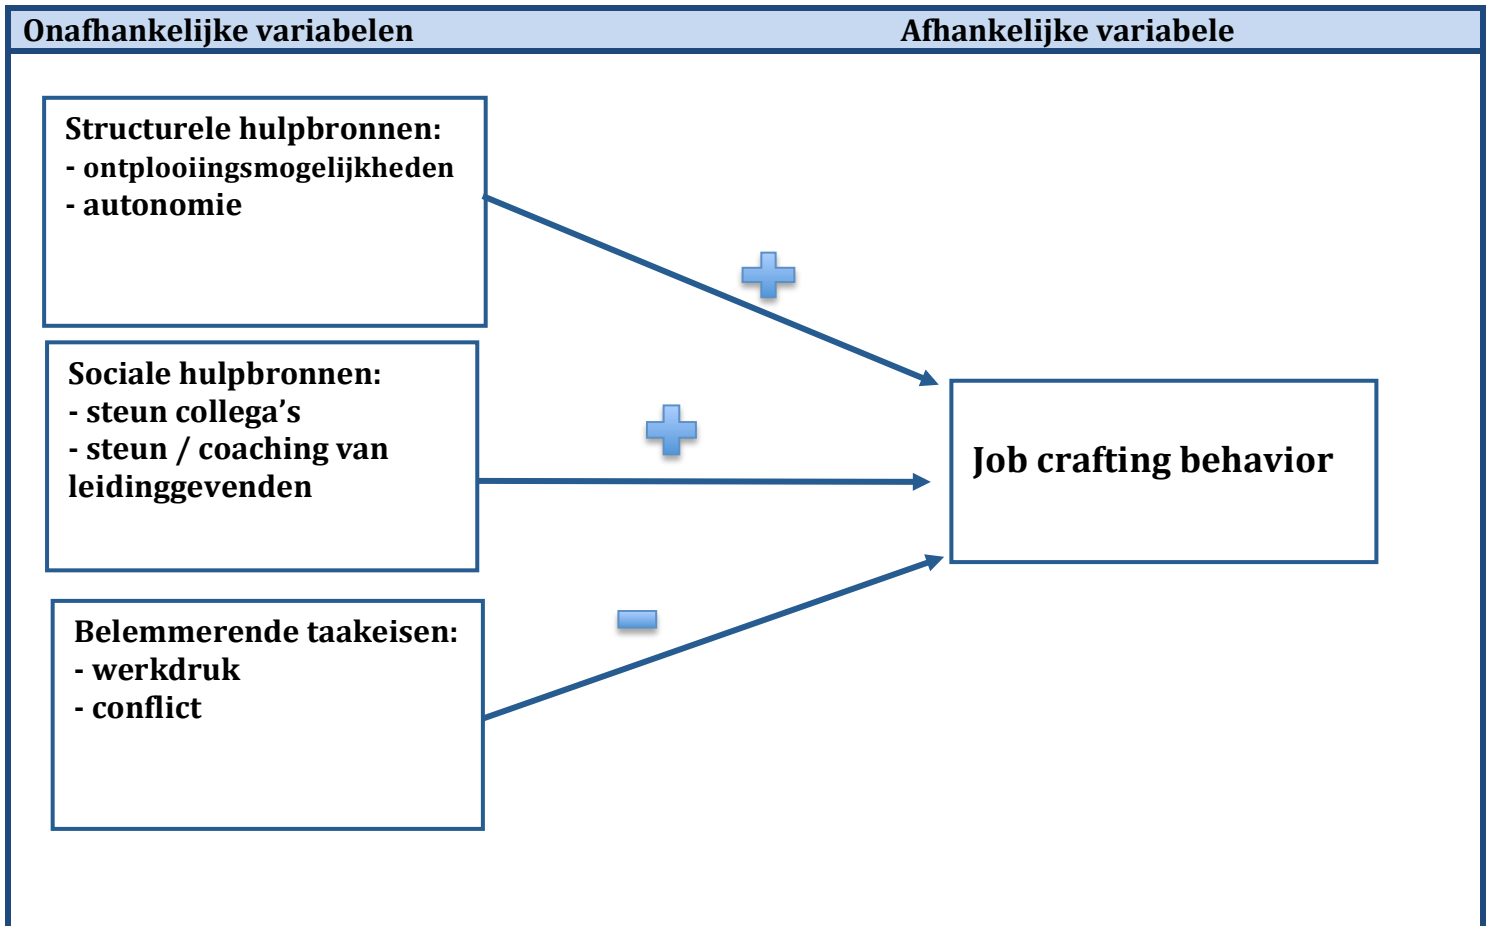 Onafhankelijke variabelen
Afhankelijke variabele
Structurele hulpbronnen:
- ontplooiingsmogelijkheden
- autonomie
Sociale hulpbronnen:
- steun collega’s
- steun / coaching van
leidinggevenden
Job crafting behavior
Belemmerende taakeisen:
- werkdruk
- conflict